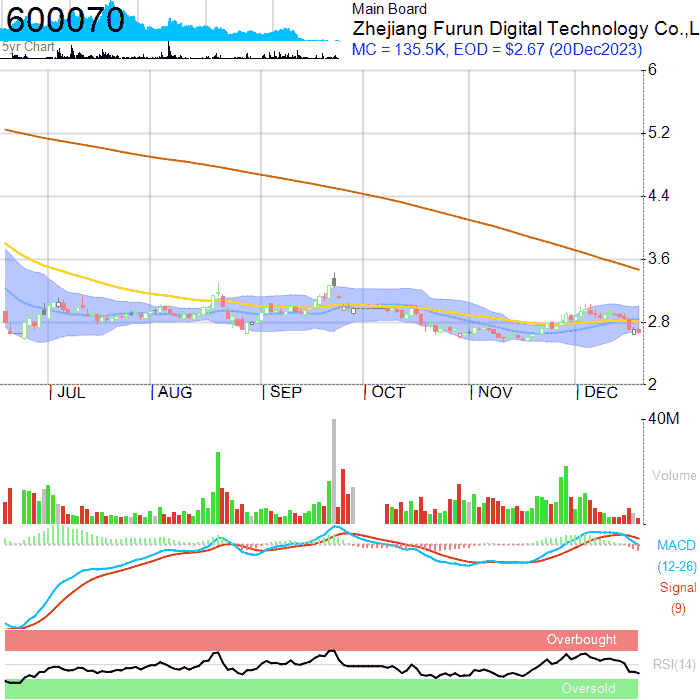 600070
Main Board
Zhejiang Furun Digital Technology Co.,L
5yr Chart
MC = 135.5K, EOD = $2.67 (20Dec2023)
6
5.2
4.4
3.6
2.8
2
JUL AUG SEP OCT NOV DEC
40M
Volume
MACD
(12-26)
Signal
(9)
Overbought
RSI(14)
Oversold